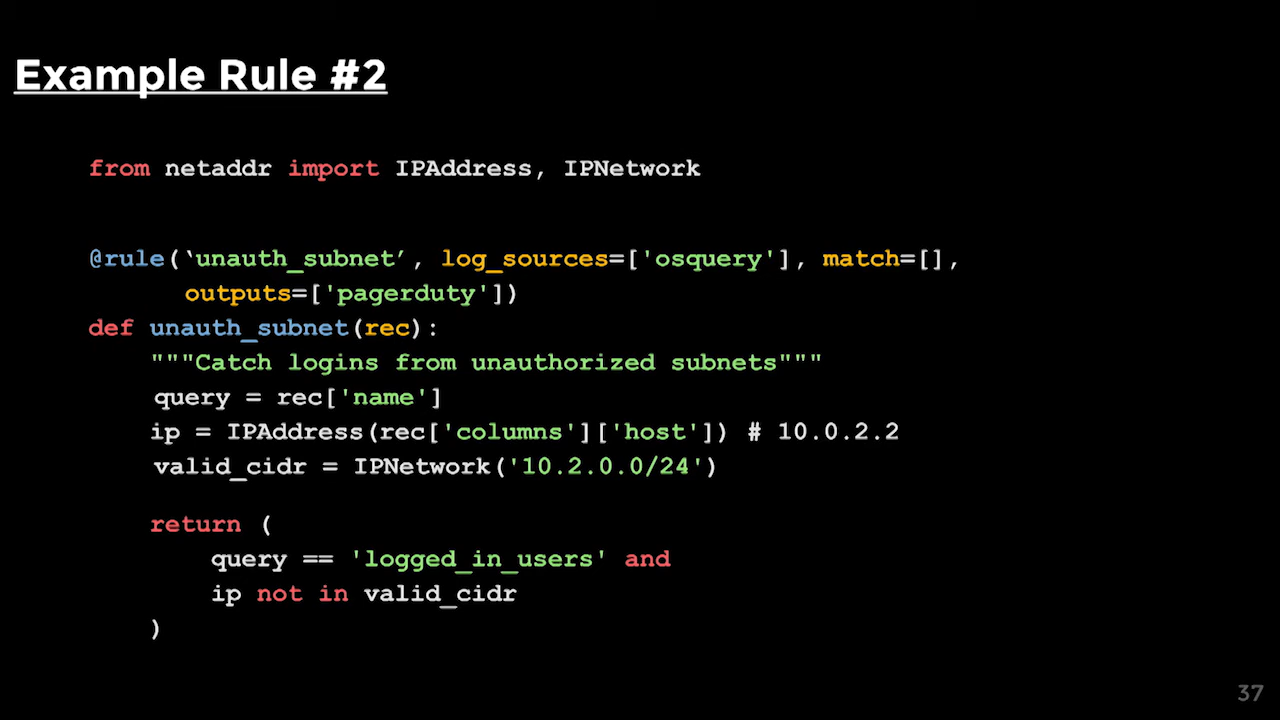 Example Rule #2
from netaddr import IPAddress, IPNetwork
@rule(‘unauth_subnet’, log_sources=['osquery'], match=[],
outputs=['pagerduty'])
def unauth_subnet(rec):
"""Catch logins from unauthorized subnets"""
query = rec['name']
ip = IPAddress(rec['columns']['host']) # 10.0.2.2
valid_cidr = IPNetwork('10.2.0.0/24')
return (
query == 'logged_in_users' and
ip not in valid_cidr
)
37